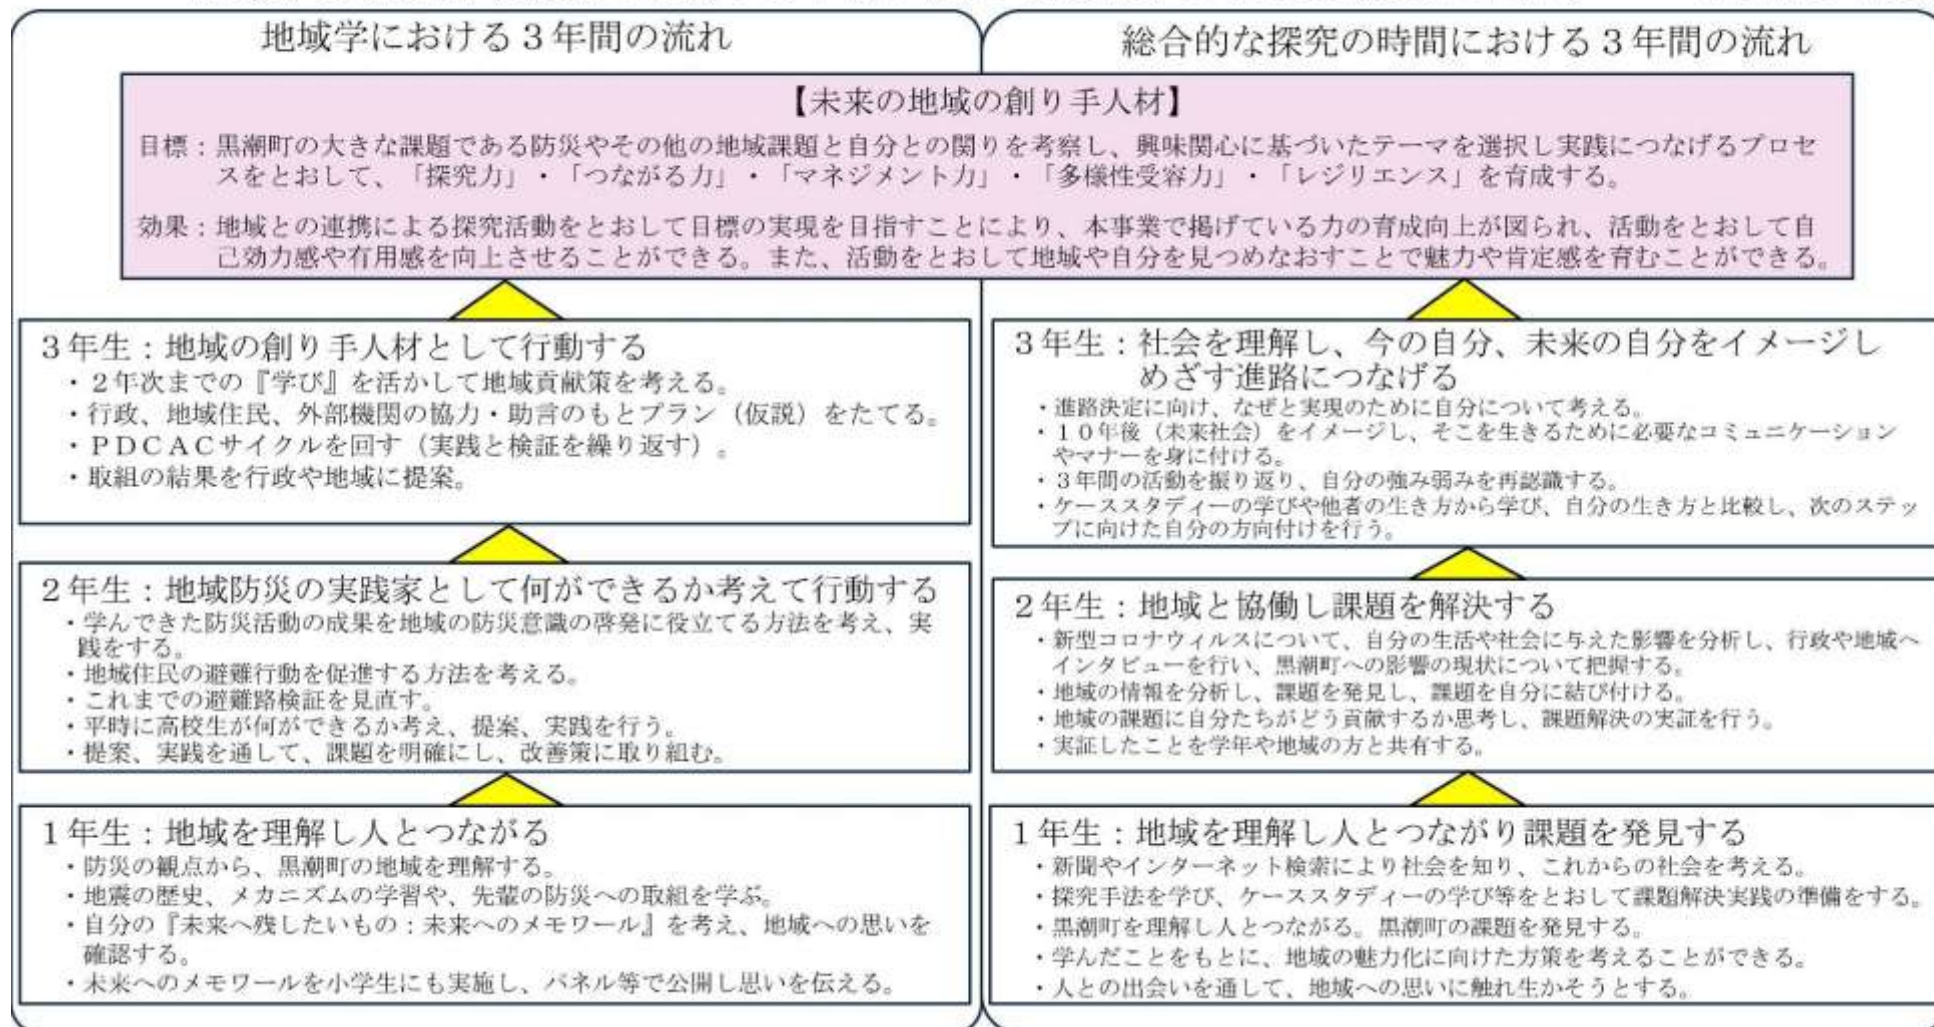 地域学における３年間の流れ
総合的な探究の時間における３年間の流れ
【未来の地域の創り手人材】
目標：黒潮町の大きな課題である防災やその他の地域課題と自分との関りを考察し、興味関心に基づいたテーマを選択し実践につなげるプロセ
スをとおして、「探究力」・「つながる力」・「マネジメント力」・「多様性受容力」・「レジリエンス」を育成する。
効果：地域との連携による探究活動をとおして目標の実現を目指すことにより、本事業で掲げている力の育成向上が図られ、活動をとおして自
己効力感や有用感を向上させることができる。また、活動をとおして地域や自分を見つめなおすことで魅力や肯定感を育むことができる。
３年生：地域の創り手人材として行動する
・２年次までの『学び』を活かして地域貢献策を考える。
・行政、地域住民、外部機関の協力・助言のもとプラン（仮説）をたてる。
・ＰＤＣＡＣサイクルを回す（実践と検証を繰り返す）。
・取組の結果を行政や地域に提案。
２年生：地域防災の実践家として何ができるか考えて行動する
・学んできた防災活動の成果を地域の防災意識の啓発に役立てる方法を考え、実
践をする。
・地域住民の避難行動を促進する方法を考える。
・これまでの避難路検証を見直す。
・平時に高校生が何ができるか考え、提案、実践を行う。
・提案、実践を通して、課題を明確にし、改善策に取り組む。
１年生：地域を理解し人とつながる
・防災の観点から、黒潮町の地域を理解する。
・地震の歴史、メカニズムの学習や、先輩の防災への取組を学ぶ。
・自分の『未来へ残したいもの：未来へのメモワール』を考え、地域への思いを
確認する。
・未来へのメモワールを小学生にも実施し、パネル等で公開し思いを伝える。
３年生：社会を理解し、今の自分、未来の自分をイメージし
めざす進路につなげる
・進路決定に向け、なぜと実現のために自分について考える。
・１０年後（未来社会）をイメージし、そこを生きるために必要なコミュニケーション
やマナーを身に付ける。
・３年間の活動を振り返り、自分の強み弱みを再認識する。
・ケーススタディーの学びや他者の生き方から学び、自分の生き方と比較し、次のステッ
プに向けた自分の方向付けを行う。
２年生：地域と協働し課題を解決する
・新型コロナウィルスについて、自分の生活や社会に与えた影響を分析し、行政や地域へ
インタビューを行い、黒潮町への影響の現状について把握する。
・地域の情報を分析し、課題を発見し、課題を自分に結び付ける。
・地域の課題に自分たちがどう貢献するか思考し、課題解決の実証を行う。
・実証したことを学年や地域の方と共有する。
１年生：地域を理解し人とつながり課題を発見する
・新聞やインターネット検索により社会を知り、これからの社会を考える。
・探究手法を学び、ケーススタディーの学び等をとおして課題解決実践の準備をする。
・黒潮町を理解し人とつながる。黒潮町の課題を発見する。
・学んだことをもとに、地域の魅力化に向けた方策を考えることができる。
・人との出会いを通して、地域への思いに触れ生かそうとする。